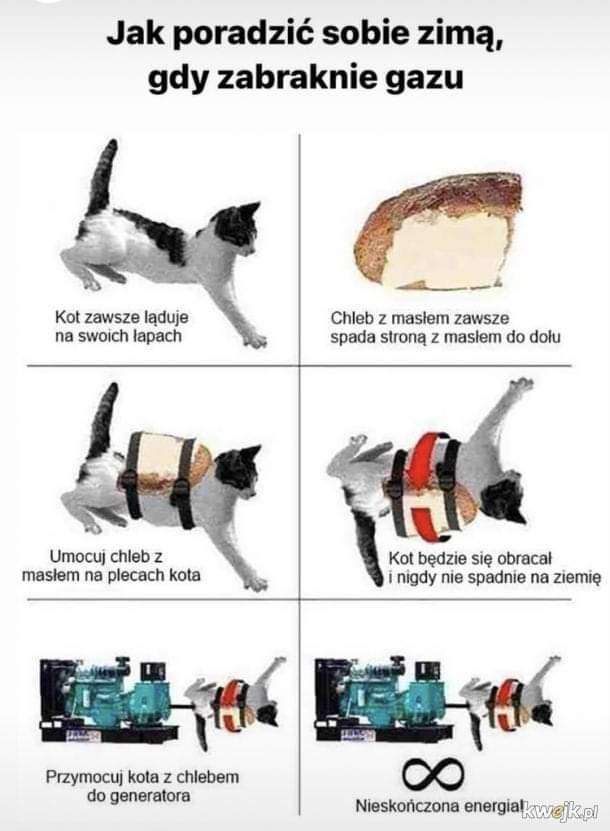 Jak poradzić sobie zimą,
gdy zabraknie gazu
Kot zawsze ląduje
na swoich łapach
Chleb z masłem zawsze
spada stroną z masłem do dołu
Umocuj chleb z
masłem na plecach kota
Kot będzie się obracał
i nigdy nie spadnie na ziemię
Przymocuj kota z chlebem
do generatora
∞
Nieskończona energia!
kwejk.pl